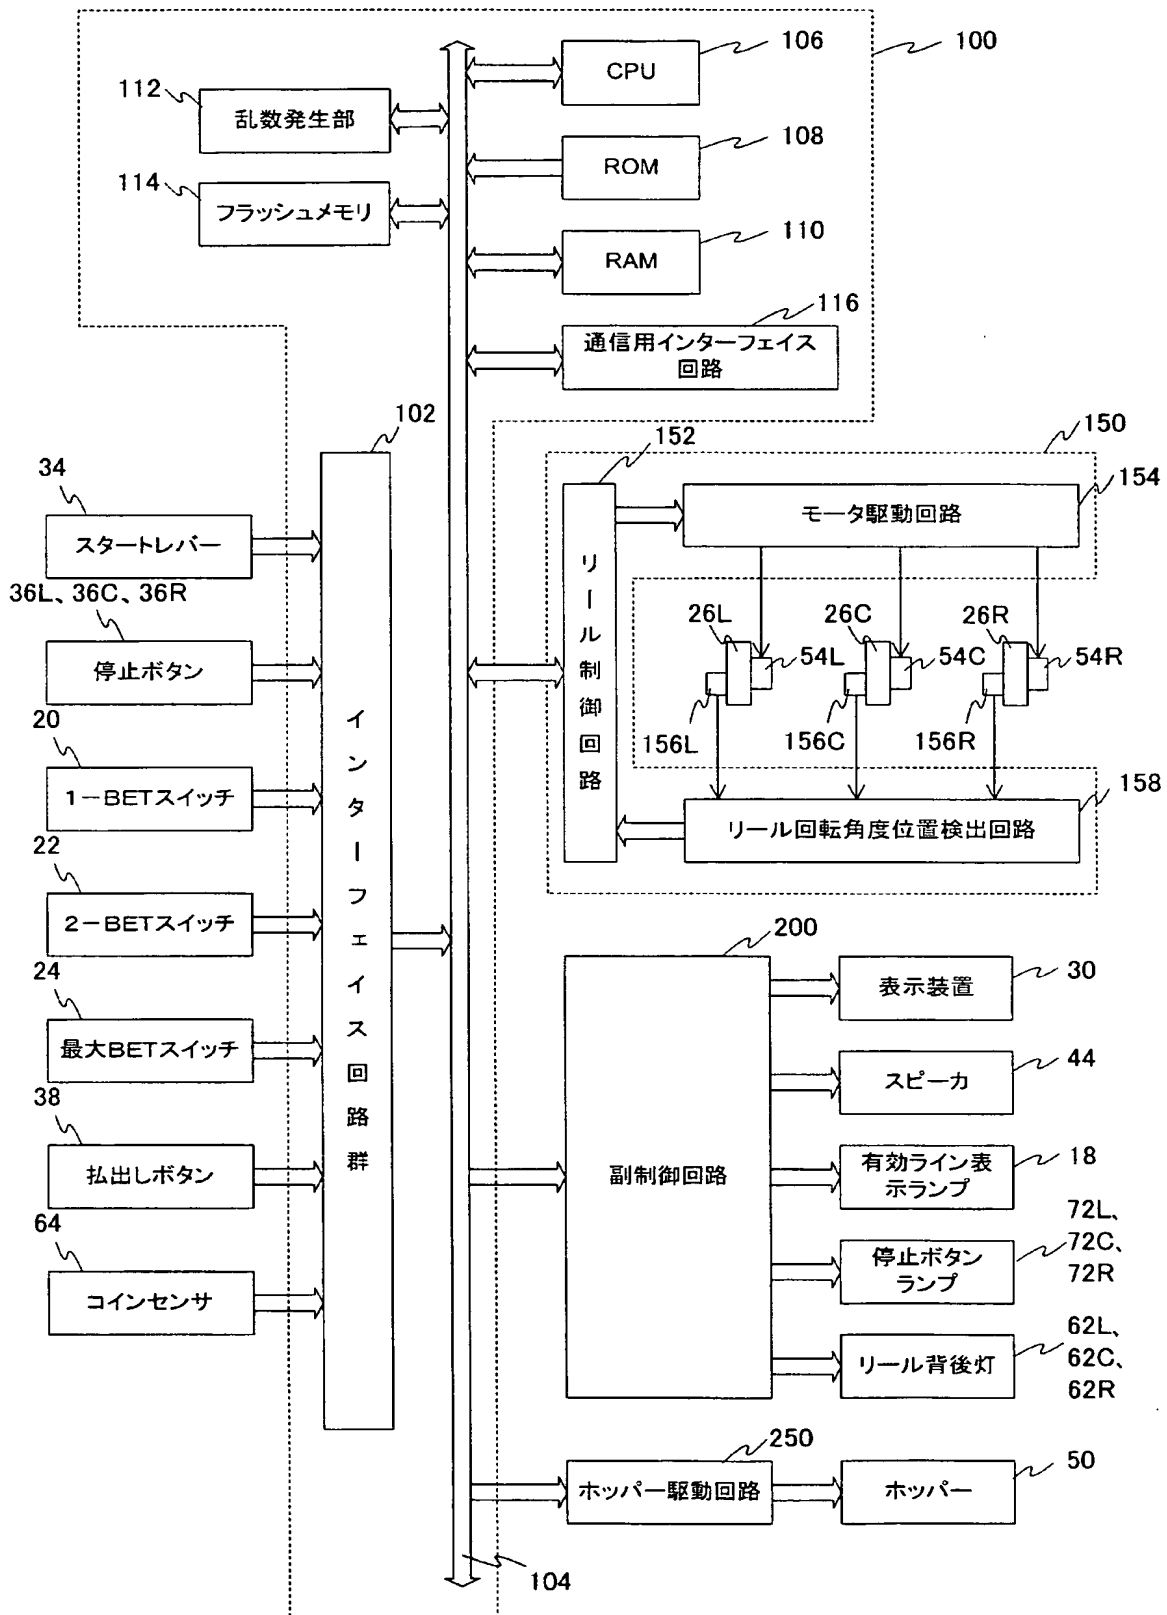 106
CPU
100
112
乱数発生部
108
ROM
114
フラッシュメモリ
110
RAM
116
通信用インターフェイス
回路
102
インターフェイス回路群
34
スタートレバー
36L、36C、36R
停止ボタン
20
1－BETスイッチ
22
2－BETスイッチ
24
最大BETスイッチ
38
払出しボタン
64
コインセンサ
152
リール制御回路
150
154
モータ駆動回路
26L
54L
26C
54C
26R
54R
156L
156C
156R
158
リール回転角度位置検出回路
200
副制御回路
30
表示装置
44
スピーカ
18
有効ライン表
示ランプ
72L、
72C、
72R
停止ボタン
ランプ
62L、
62C、
62R
リール背後灯
250
ホッパー駆動回路
50
ホッパー
104